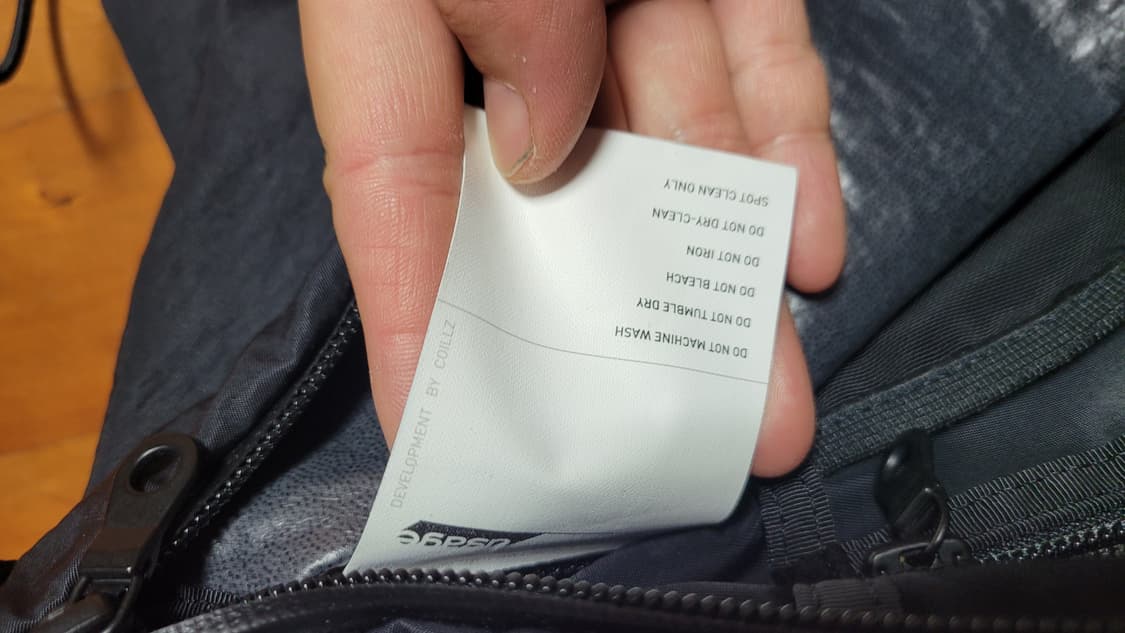 DEVELOPMENT BY COILLZ
DO NOT MACHINE WASH
DO NOT TUMBLE DRY
DO NOT BLEACH
DO NOT IRON
DO NOT DRY-CLEAN
SPOT CLEAN ONLY